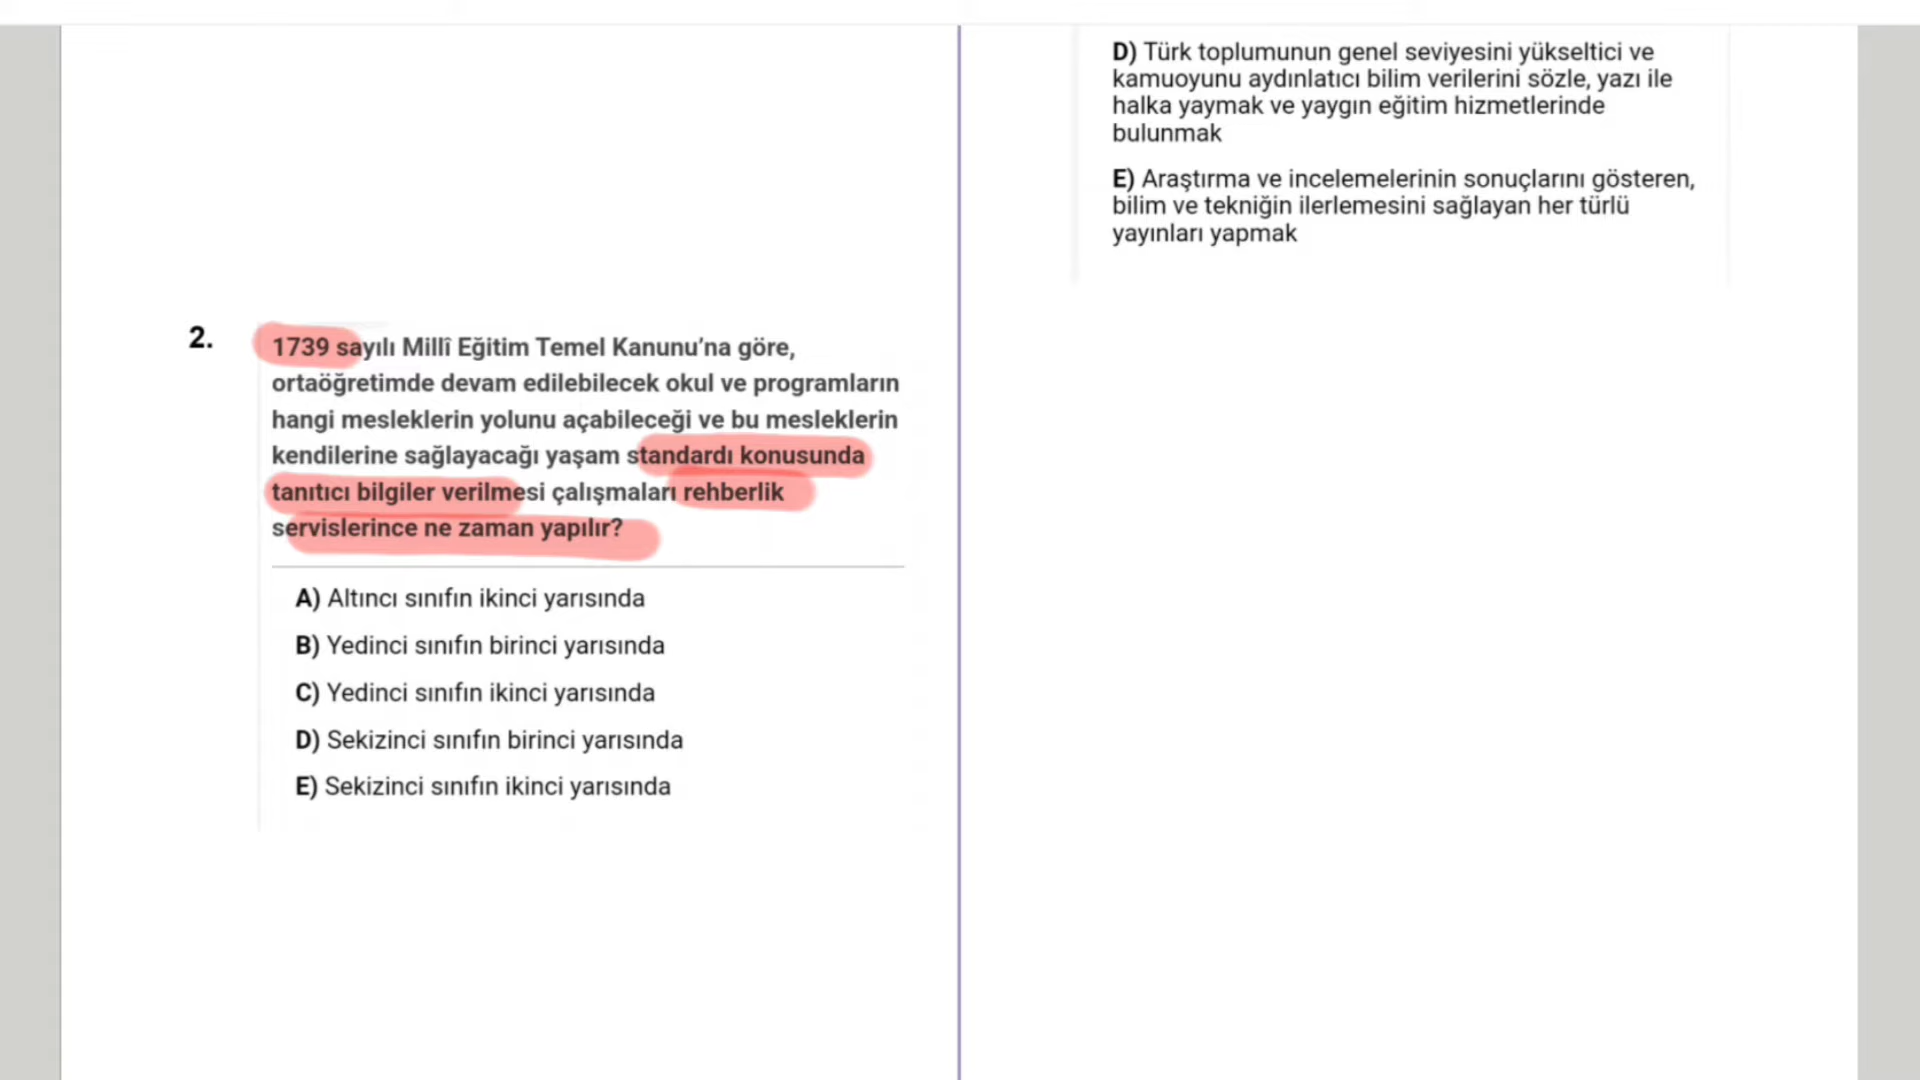 2.
1739 sayılı Millî Eğitim Temel Kanunu’na göre,
ortaöğretimde devam edilebilecek okul ve programların
hangi mesleklerin yolunu açabileceği ve bu mesleklerin
kendilerine sağlayacağı yaşam standardı konusunda
tanıtıcı bilgiler verilmesi çalışmaları rehberlik
servislerince ne zaman yapılır?
A) Altıncı sınıfın ikinci yarısında
B) Yedinci sınıfın birinci yarısında
C) Yedinci sınıfın ikinci yarısında
D) Sekizinci sınıfın birinci yarısında
E) Sekizinci sınıfın ikinci yarısında
D) Türk toplumunun genel seviyesini yükseltici ve
kamuoyunu aydınlatıcı bilim verilerini sözle, yazı ile
halka yaymak ve yaygın eğitim hizmetlerinde
bulunmak
E) Araştırma ve incelemelerinin sonuçlarını gösteren,
bilim ve tekniğin ilerlemesini sağlayan her türlü
yayınları yapmak